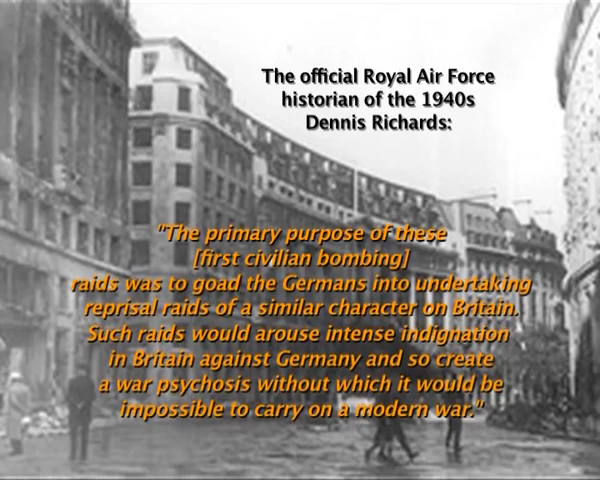 The official Royal Air Force
historian of the 1940s
Dennis Richards:
"The primary purpose of these
[first civilian bombing]
raids was to goad the Germans into undertaking
reprisal raids of a similar character on Britain.
Such raids would arouse intense indignation
in Britain against Germany and so create
a war psychosis without which it would be
impossible to carry on a modern war."